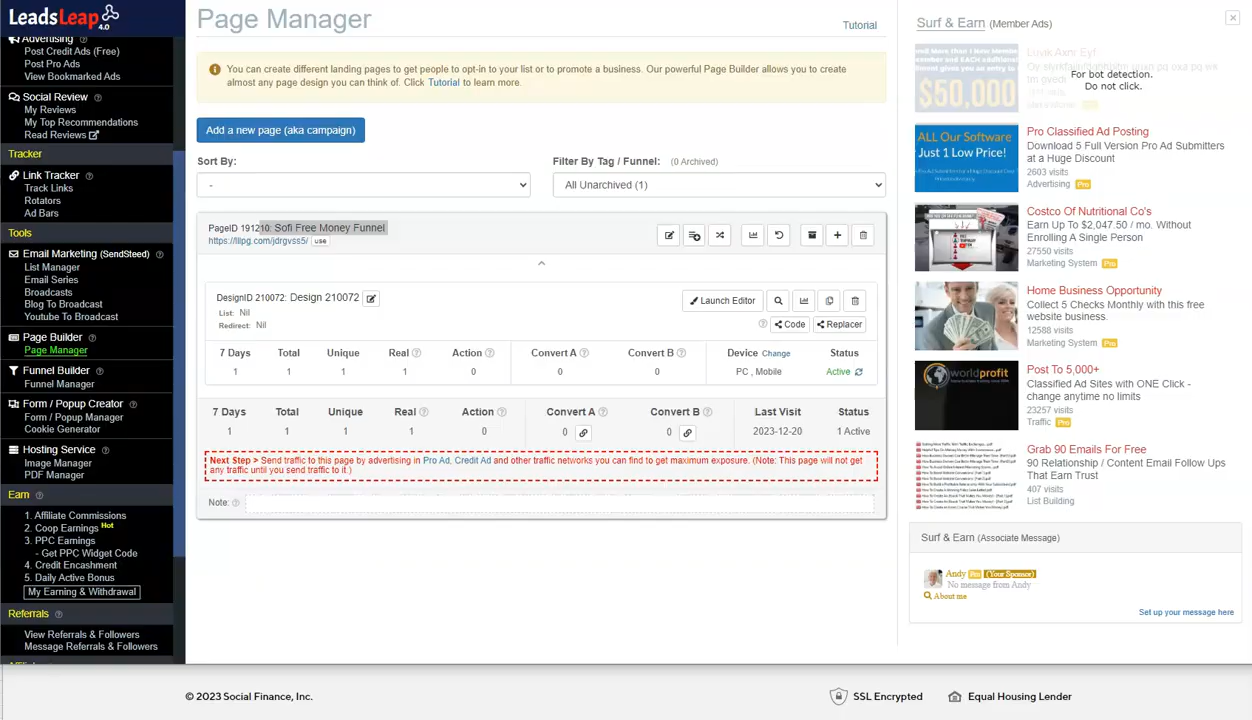 LeadsLeap 4.0
Advertising
Post Credit Ads (Free)
Post Pro Ads
View Bookmarked Ads
Social Review
My Reviews
My Top Recommendations
Read Reviews
Tracker
Link Tracker
Track Links
Rotators
Ad Bars
Tools
Email Marketing (SendSteed)
List Manager
Email Series
Broadcasts
Blog To Broadcast
Youtube To Broadcast
Page Builder
Page Manager
Funnel Builder
Funnel Manager
Form / Popup Creator
Form / Popup Manager
Cookie Generator
Hosting Service
Image Manager
PDF Manager
Earn
1. Affiliate Commissions
2. Coop Earnings Hot
3. PPC Earnings
- Get PPC Widget Code
4. Credit Encashment
5. Daily Active Bonus
My Earning & Withdrawal
Referrals
View Referrals & Followers
Message Referrals & Followers
Page Manager
Tutorial
You can create different landing pages to get people to opt-in to your list or to promote a business. Our powerful Page Builder allows you to create
almost any page design you can think of. Click Tutorial to learn more.
Add a new page (aka campaign)
Sort By:
-
Filter By Tag / Funnel: (0 Archived)
All Unarchived (1)
PageID 191210: Sofi Free Money Funnel
https://llpg.com/jdrgvss5/ use
DesignID 210072: Design 210072
List: Nil
Redirect: Nil
Launch Editor
Code
Replacer
7 Days Total Unique Real Action Convert A Convert B Device Change Status
1 1 1 1 0 0 0 PC , Mobile Active
7 Days Total Unique Real Action Convert A Convert B Last Visit Status
1 1 1 1 0 0 0 2023-12-20 1 Active
Next Step > Send traffic to this page by advertising in Pro Ad, Credit Ad and other traffic networks you can find to get maximum exposure. (Note: This page will not get
any traffic until you send traffic to it.)
Note:
Surf & Earn (Member Ads)
$50,000
For bot detection.
Do not click.
ALL Our Software
Just 1 Low Price!
Pro Classified Ad Posting
Download 5 Full Version Pro Ad Submitters
at a Huge Discount
2603 visits
Advertising Pro
Costco Of Nutritional Co's
Earn Up To $2,047.50 / mo. Without
Enrolling A Single Person
27550 visits
Marketing System Pro
Home Business Opportunity
Collect 5 Checks Monthly with this free
website business.
12588 visits
Marketing System Pro
worldprofit
Post To 5,000+
Classified Ad Sites with ONE Click -
change anytime no limits
23257 visits
Traffic Pro
Grab 90 Emails For Free
90 Relationship / Content Email Follow Ups
That Earn Trust
407 visits
List Building
Surf & Earn (Associate Message)
Andy Pro (Your Sponsor)
No message from Andy
About me
Set up your message here
© 2023 Social Finance, Inc.
SSL Encrypted
Equal Housing Lender